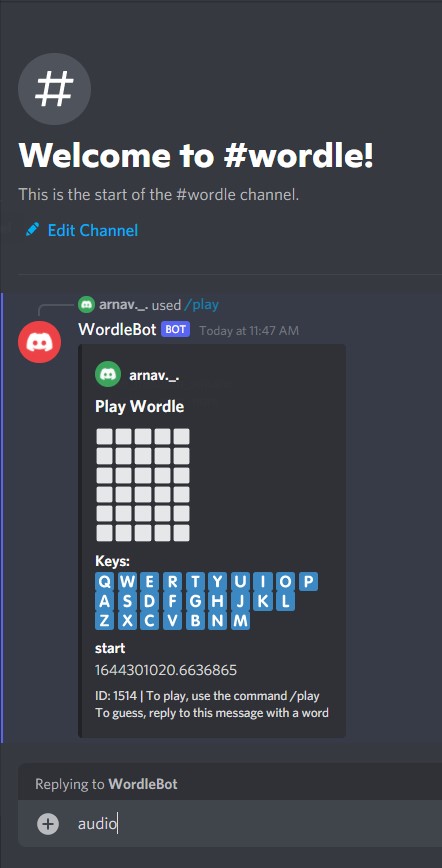 #
Welcome to #wordle!
This is the start of the #wordle channel.
Edit Channel
arnav._. used /play
WordleBot BOT Today at 11:47 AM
arnav._.
Play Wordle
Keys:
Q W E R T Y U I O P
A S D F G H J K L
Z X C V B N M
start
1644301020.6636865
ID: 1514 | To play, use the command /play
To guess, reply to this message with a word
Replying to WordleBot
audio